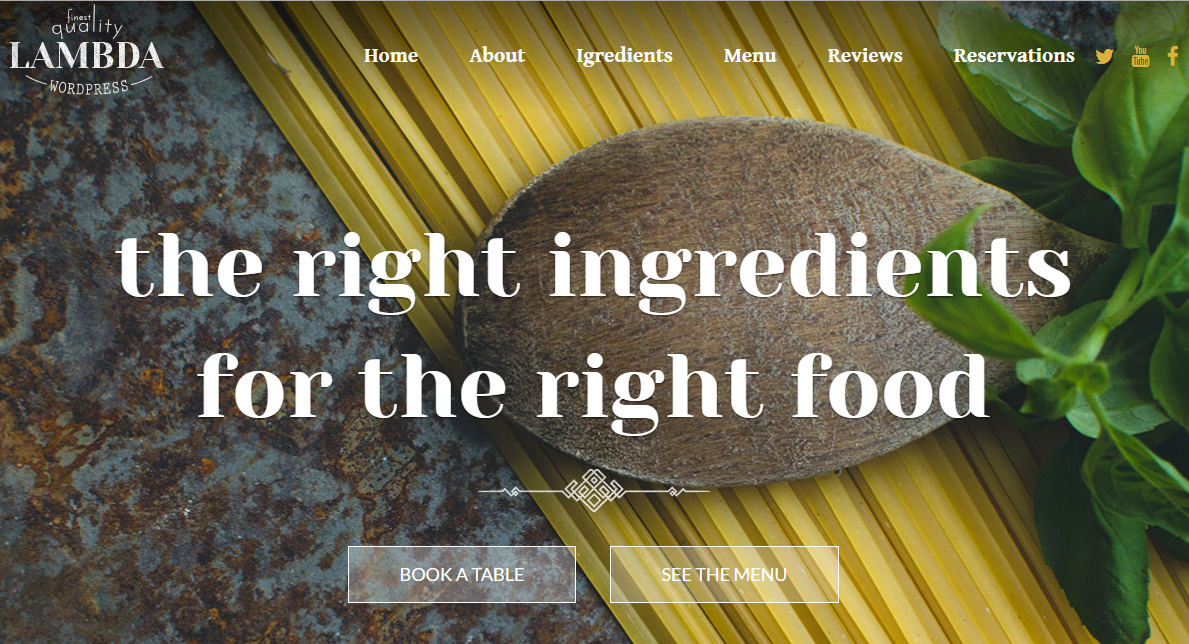 finest
quality
LAMBDA
WORDPRESS
Home About Igredients Menu Reviews Reservations You Tube
the right ingredients
for the right food
BOOK A TABLE SEE THE MENU